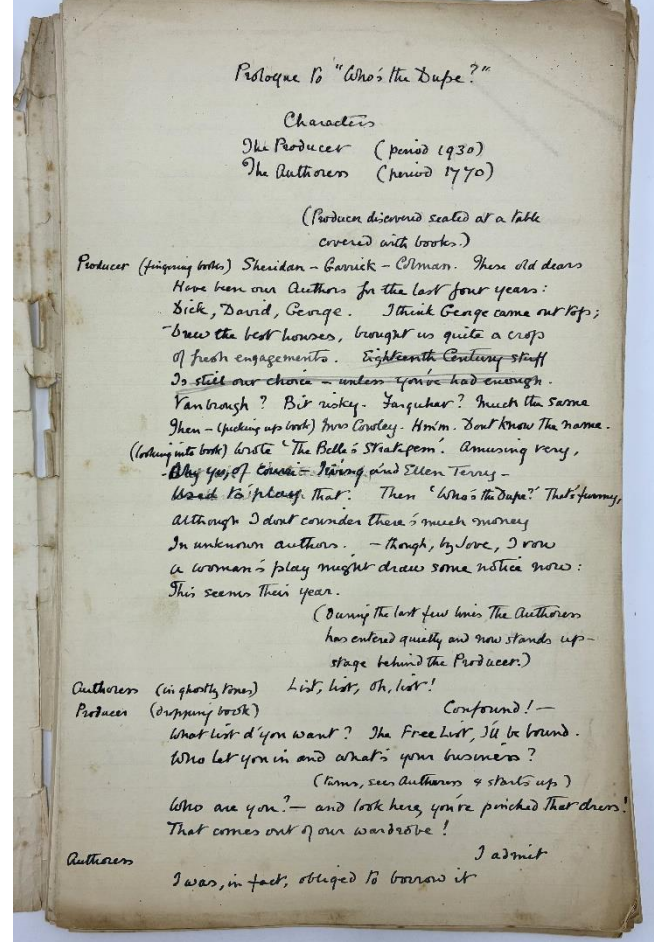 Prologue to "Who's the Dupe?"
Characters
The Producer (period 1930)
The Authoress (period 1770)
(Producer discovered seated at a table
covered with books.)
Producer (fingering books) Sheridan – Garrick – Colman. These old dears
Have been our Authors for the last four years:
Dick, David, George. I think George came out tops;
Drew the best houses, brought us quite a crop
of fresh engagements. Eighteenth Century stuff
Is still our choice – unless you've had enough.
Vanbrough? Bit risky. Farquhar? Much the same
Then – (picking up book) Mrs Cowley. Hm'm. Dont know the name.
(looking into book) Wrote 'The Belle's Stratagem'. Amusing very,
Why yes, of course – Irving and Ellen Terry –
Used to play that. Then 'Who's the Dupe?' That's funny,
Although I dont consider there's much money
In unknown authors. – though, by Jove, I vow
a woman's play might draw some notice now:
This seems their year.
(During the last few lines The Authoress
has entered quietly and now stands up-
stage behind the Producer.)
Authoress (in ghostly tones) List, list, oh, list!
Producer (dropping book) Confound! –
What list d'you want? The Free List, I'll be bound.
Who let you in and what's your business?
(turns, sees Authoress & starts up)
Who are you? – and look here, you've pinched that dress!
That comes out of our wardrobe!
Authoress I admit
I was, in fact, obliged to borrow it